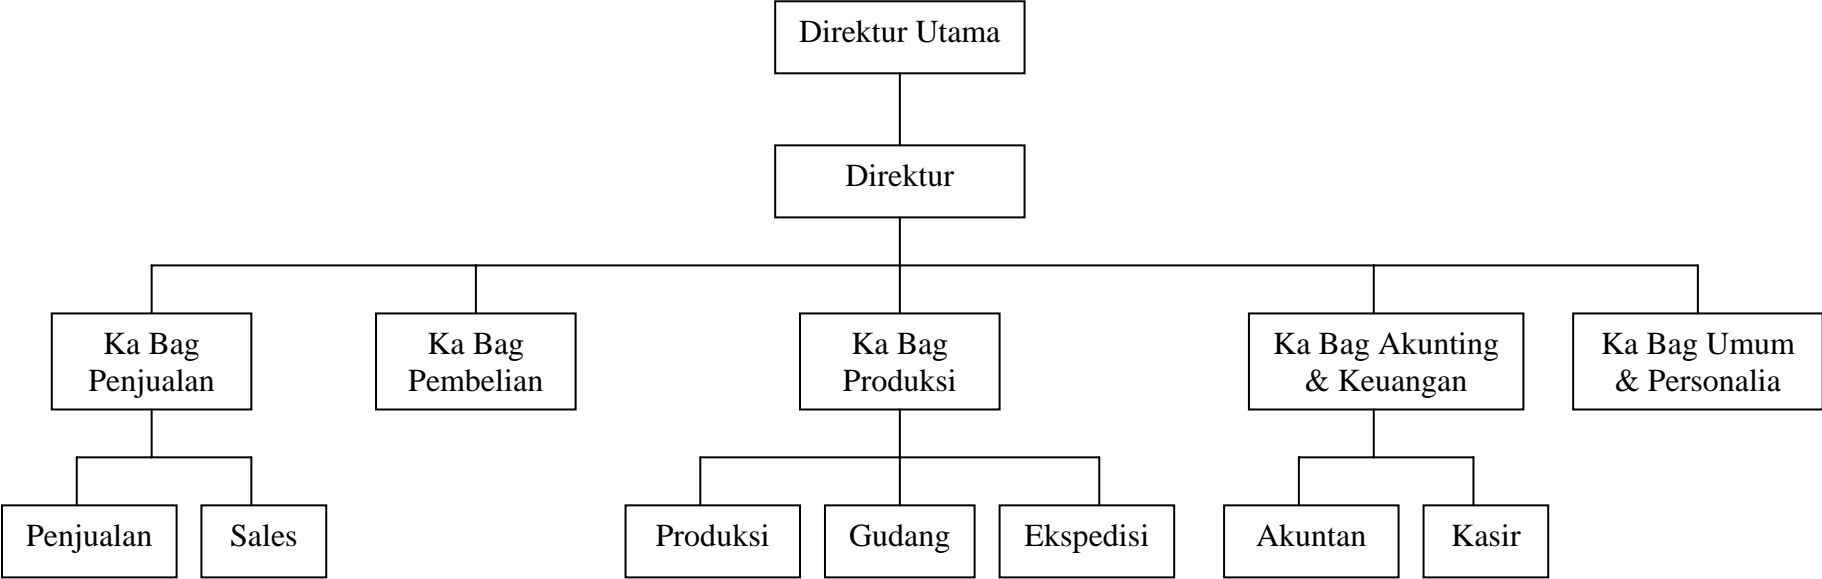 Direktur Utama
Direktur
Ka Bag
Penjualan
Ka Bag
Pembelian
Ka Bag
Produksi
Ka Bag Akunting
& Keuangan
Ka Bag Umum
& Personalia
Penjualan
Sales
Produksi
Gudang
Ekspedisi
Akuntan
Kasir